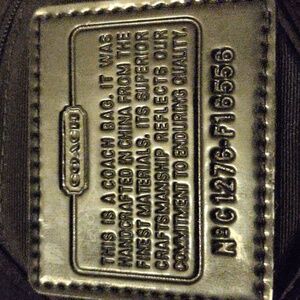 COACH
THIS IS A COACH BAG. IT WAS
HANDCRAFTED IN CHINA FROM THE
FINEST MATERIALS. ITS SUPERIOR
CRAFTSMANSHIP REFLECTS OUR
COMMITMENT TO ENDURING QUALITY.
Nº C1276-F16556